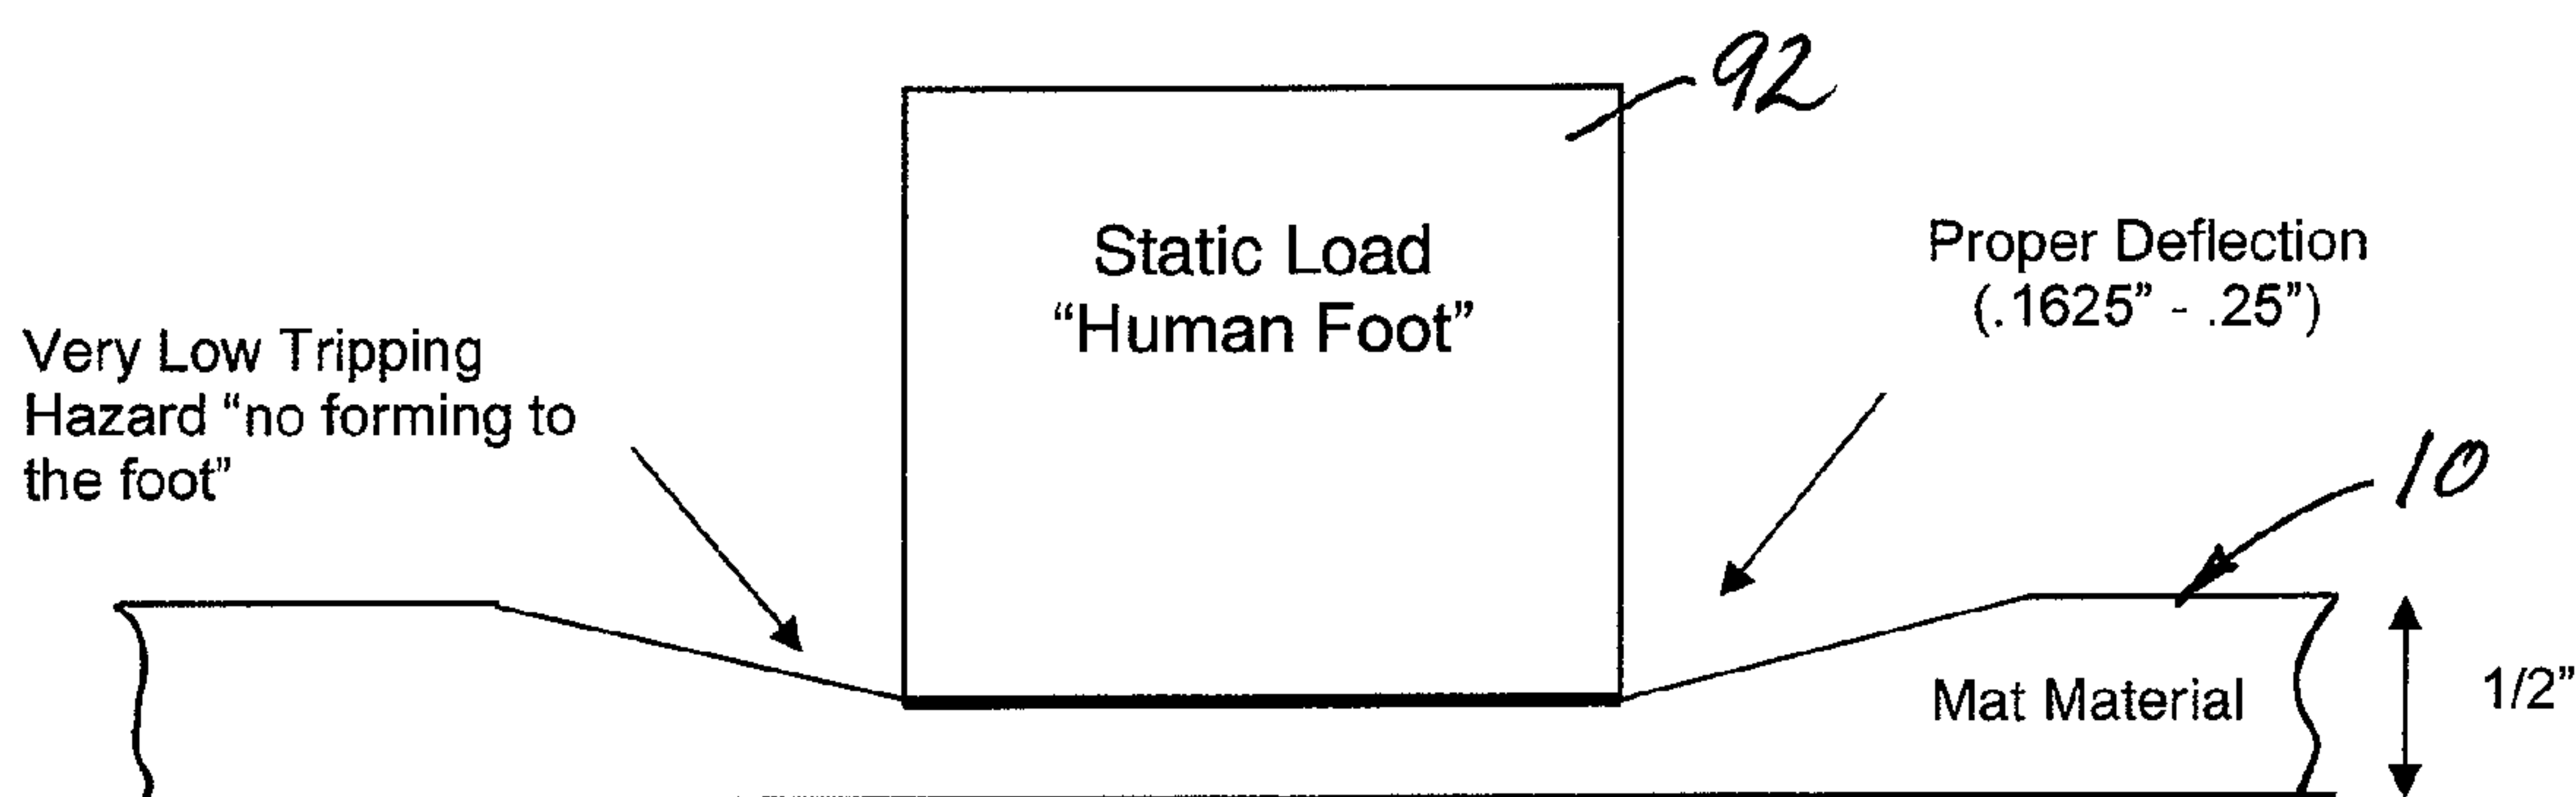 92
Static Load
“Human Foot”
Proper Deflection
(.1625” - .25”)
Very Low Tripping
Hazard “no forming to
the foot”
10
Mat Material
1/2”